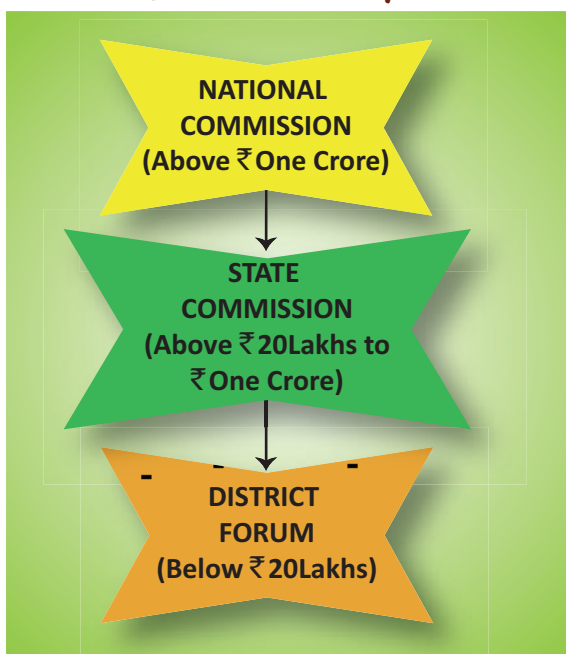 NATIONAL
COMMISSION
(Above ₹One Crore)
STATE
COMMISSION
(Above ₹20Lakhs to
₹One Crore)
DISTRICT
FORUM
(Below ₹20Lakhs)